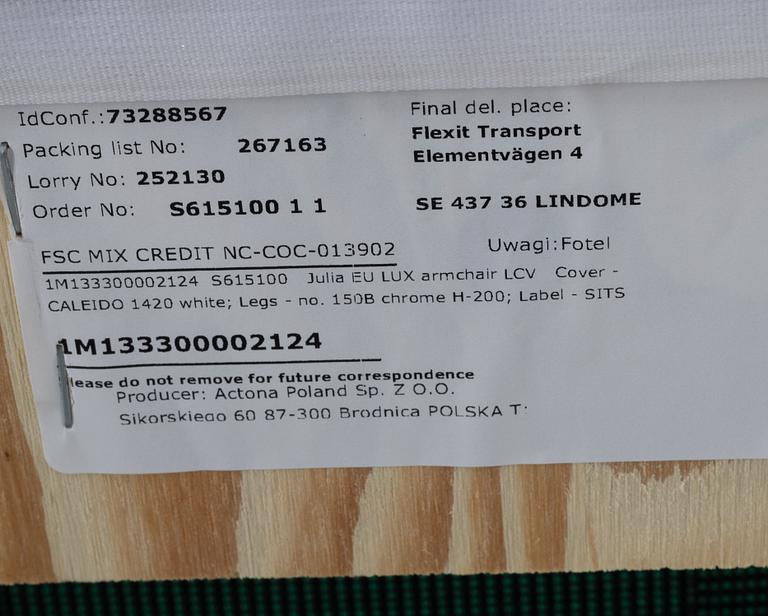 IdConf.:73288567
Packing list No: 267163
Lorry No: 252130
Order No: S615100 1 1
Final del. place:
Flexit Transport
Elementvägen 4
SE 437 36 LINDOME
FSC MIX CREDIT NC-COC-013902
Uwagi:Fotel
1M133300002124 S615100 Julia EU LUX armchair LCV Cover -
CALEIDO 1420 white; Legs - no. 150B chrome H-200; Label - SITS
1M133300002124
lease do not remove for future correspondence
Producer: Actona Poland Sp. Z O.O.
Sikorskiego 60 87-300 Brodnica POLSKA T: